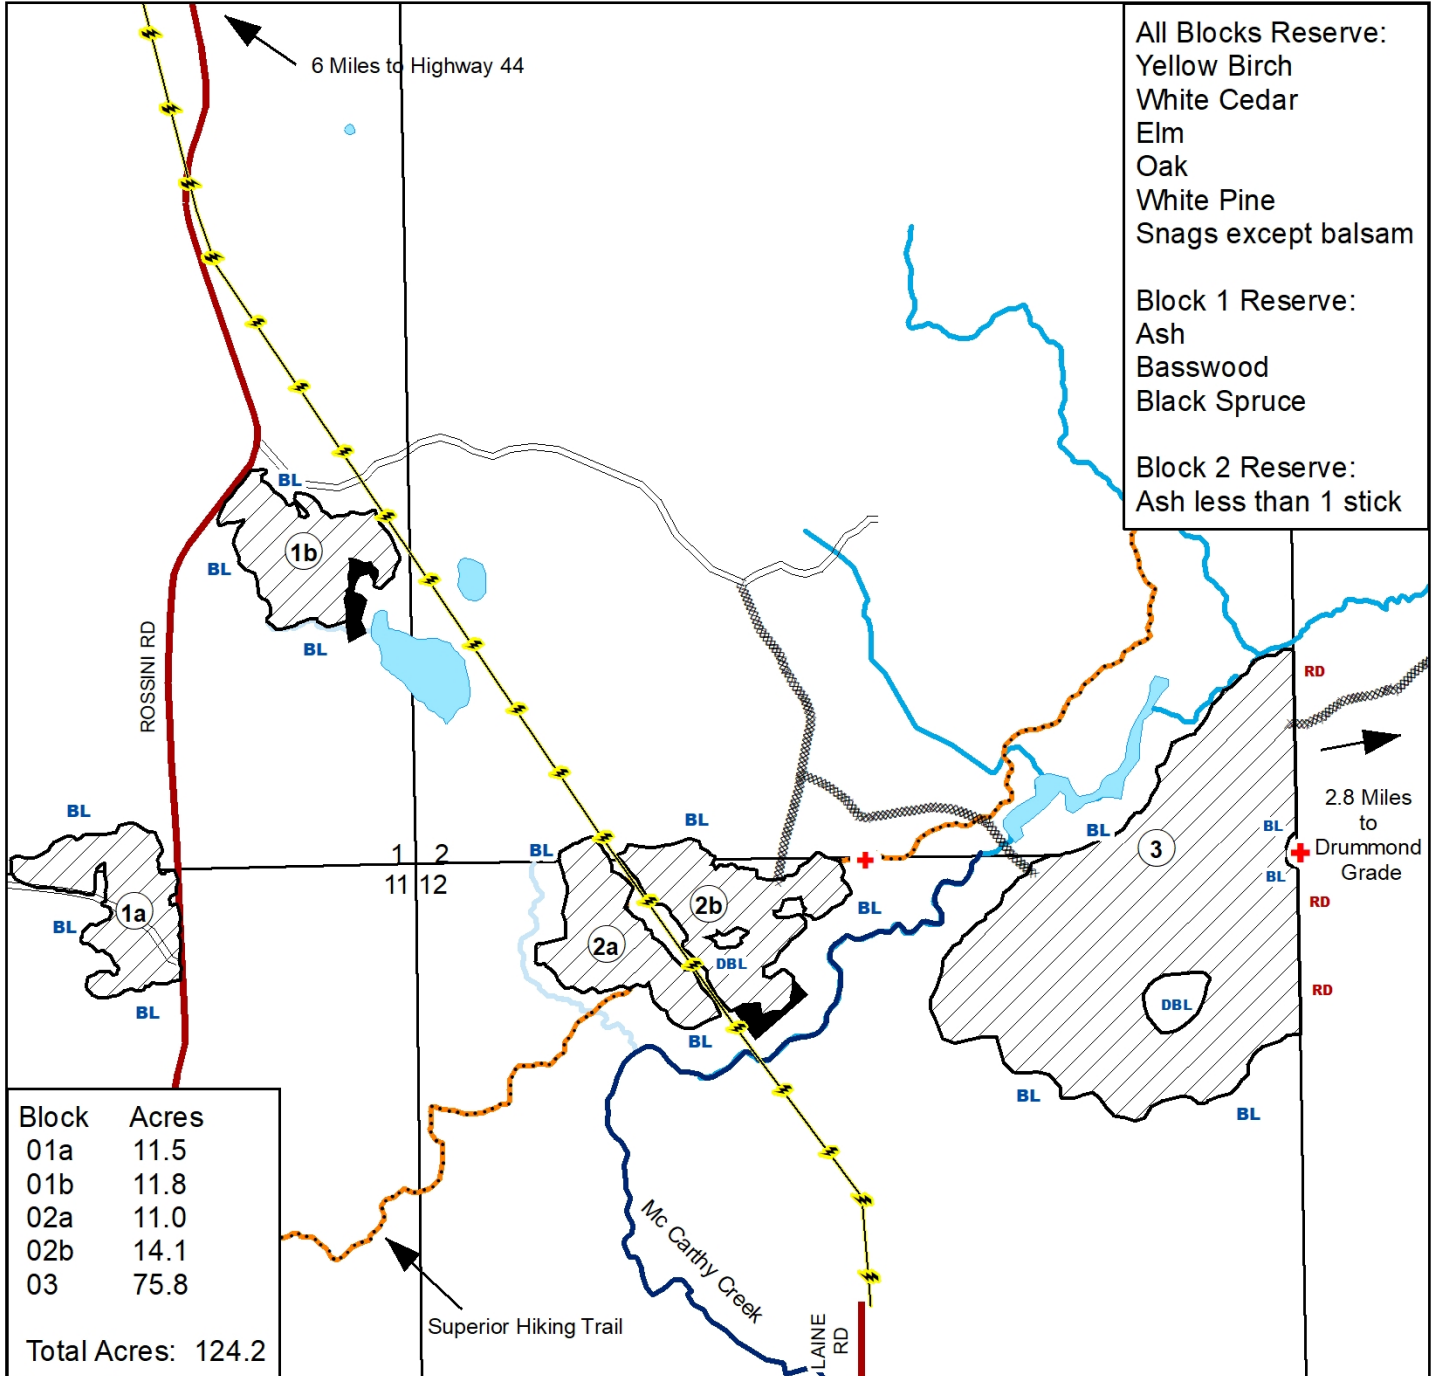 6 Miles to Highway 44
All Blocks Reserve:
Yellow Birch
White Cedar
Elm
Oak
White Pine
Snags except balsam
Block 1 Reserve:
Ash
Basswood
Black Spruce
Block 2 Reserve:
Ash less than 1 stick
BL
1b
BL
BL
ROSSINI RD
RD
2.8 Miles
to
Drummond
Grade
BL
BL
BL
BL
BL
3
1 2
11 12
BL
1a
2b
BL
RD
BL
2a
DBL
RD
DBL
BL
BL
BL
BL
Mc Carthy Creek
Superior Hiking Trail
LAINE
RD
Block Acres
01a 11.5
01b 11.8
02a 11.0
02b 14.1
03 75.8
Total Acres: 124.2